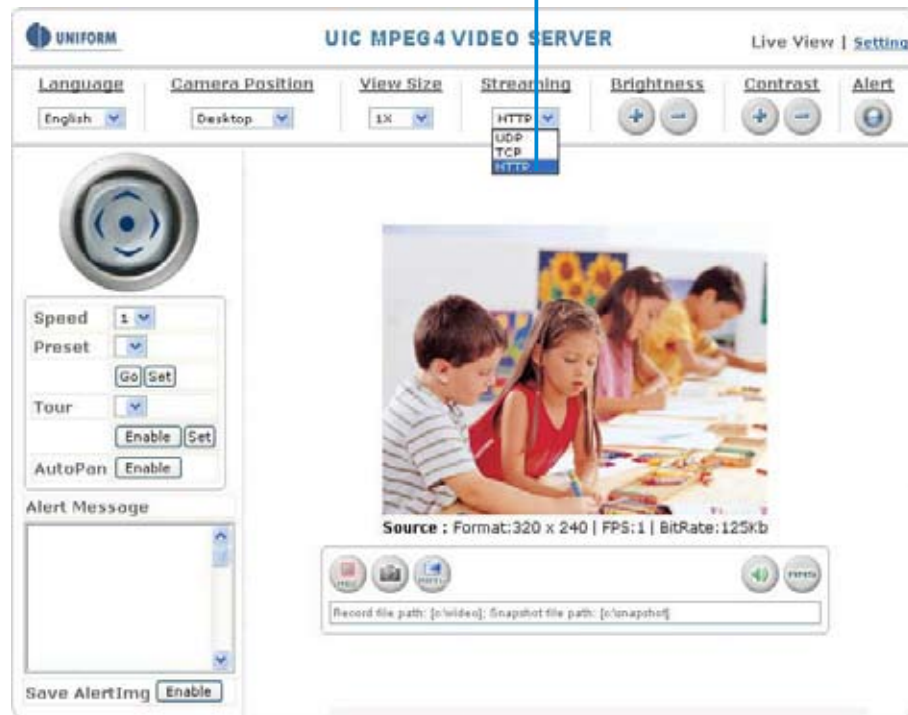 UNIFORM
UIC MPEG4 VIDEO SERVER
Live View | Setting
Language
Camera Position
View Size
Streaming
Brightness
Contrast
Alert
English
Desktop
1X
HTTP
+ -
+ -
UDP
TCP
HTTP
Speed 1
Preset
Go Set
Tour
Enable Set
AutoPan Enable
Alert Message
Source : Format:320 x 240 | FPS:1 | BitRate:125Kb
REC
Record file path: [c:\video]; Snapshot file path: [c:\snapshot]
Save AlertImg Enable